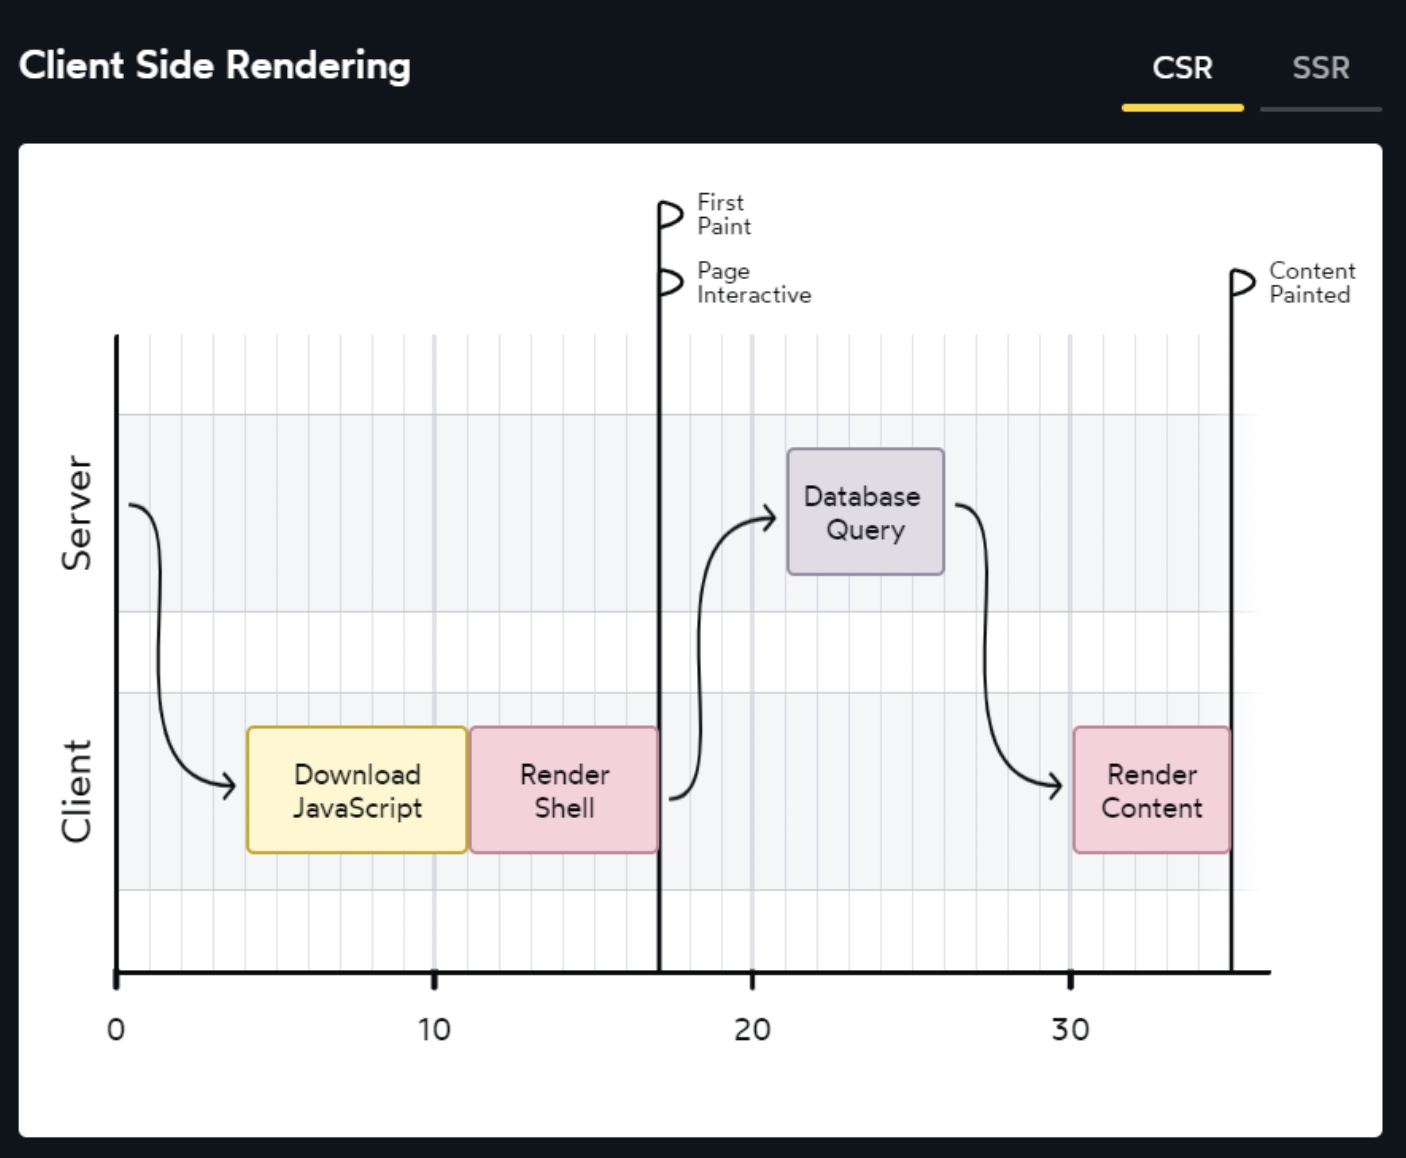 Client Side Rendering
CSR
SSR
First
Paint
Page
Interactive
Content
Painted
Server
Database
Query
Client
Download
JavaScript
Render
Shell
Render
Content
0
10
20
30